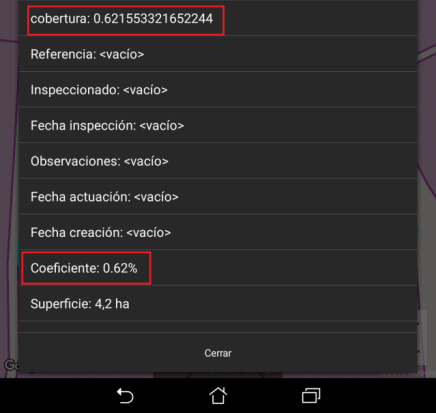 cobertura: 0.621553321652244
Referencia: <vacío>
Inspeccionado: <vacío>
Fecha inspección: <vacío>
Observaciones: <vacío>
Fecha actuación: <vacío>
Fecha creación: <vacío>
Coeficiente: 0.62%
Superficie: 4,2 ha
Cerrar